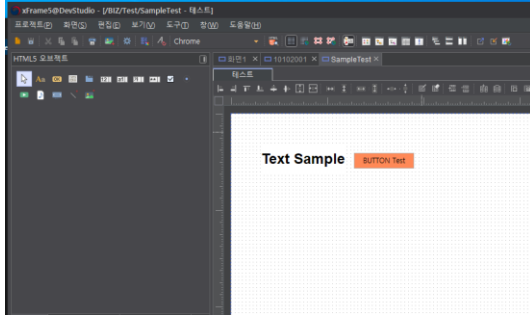 xFrame5@DevStudio - [/BIZ/Test/SampleTest - 테스트]
프로젝트(P) 화면(S) 편집(E) 보기(V) 도구(T) 창(W) 도움말(H)
Chrome
HTML5 오브젝트
화면1 10102001 SampleTest
테스트
Text Sample
BUTTON Test